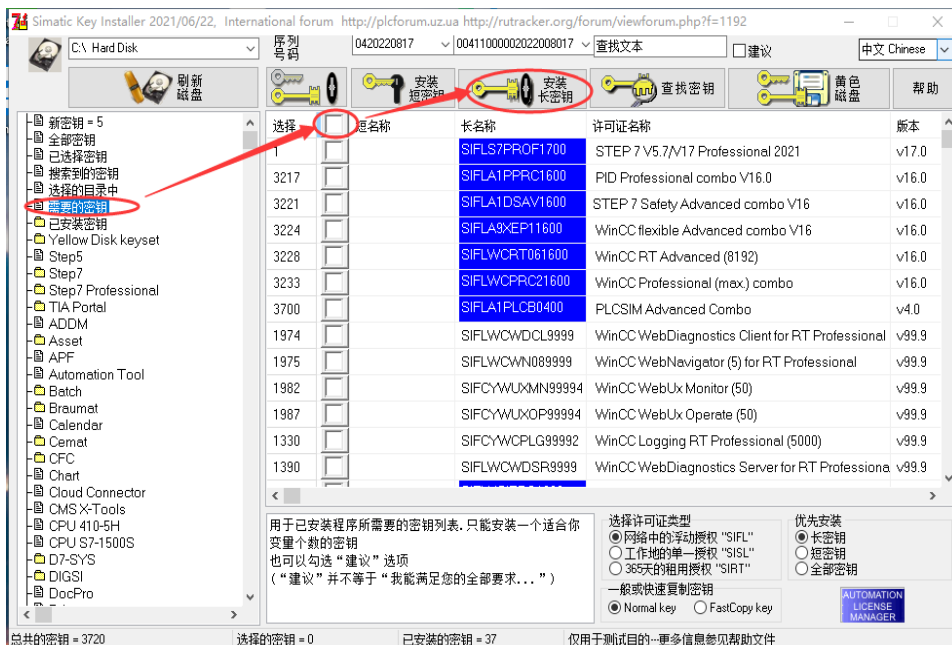 Simatic Key Installer 2021/06/22, International forum http://plcforum.uz.ua http://rutracker.org/forum/viewforum.php?f=1192
C:\ Hard Disk
序列号码
0420220817
00411000002022008017
查找文本
建议
中文 Chinese
刷新磁盘
安装短密钥
安装长密钥
查找密钥
黄色磁盘
帮助
新密钥 = 5
全部密钥
已选择密钥
搜索到的密钥
选择的目录中
需要的密钥
已安装密钥
Yellow Disk keyset
Step5
Step7
Step7 Professional
TIA Portal
ADDM
Asset
APF
Automation Tool
Batch
Braumat
Calendar
Cemat
CFC
Chart
Cloud Connector
CMS X-Tools
CPU 410-5H
CPU S7-1500S
D7-SYS
DIGSI
DocPro
选择 短名称 长名称 许可证名称 版本
1 SIFLS7PROF1700 STEP 7 V5.7/V17 Professional 2021 v17.0
3217 SIFLA1PPRC1600 PID Professional combo V16.0 v16.0
3221 SIFLA1DSAV1600 STEP 7 Safety Advanced combo V16 v16.0
3224 SIFLA9XEP11600 WinCC flexible Advanced combo V16 v16.0
3228 SIFLWCRT061600 WinCC RT Advanced (8192) v16.0
3233 SIFLWCPRC21600 WinCC Professional (max.) combo v16.0
3700 SIFLA1PLCB0400 PLCSIM Advanced Combo v4.0
1974 SIFLWCWDCL9999 WinCC WebDiagnostics Client for RT Professional v99.9
1975 SIFLWCWN089999 WinCC WebNavigator (5) for RT Professional v99.9
1982 SIFCYWUXMN99994 WinCC WebUx Monitor (50) v99.9
1987 SIFCYWUXOP99994 WinCC WebUx Operate (50) v99.9
1330 SIFCYWCPLG99992 WinCC Logging RT Professional (5000) v99.9
1390 SIFLWCWDSR9999 WinCC WebDiagnostics Server for RT Professiona v99.9
用于已安装程序所需要的密钥列表.只能安装一个适合你
变量个数的密钥
也可以勾选“建议”选项
(“建议”并不等于“我能满足您的全部要求...”)
选择许可证类型
网络中的浮动授权 "SIFL"
工作地的单一授权 "SISL"
365天的租用授权 "SIRT"
优先安装
长密钥
短密钥
全部密钥
一般或快速复制密钥
Normal key FastCopy key
AUTOMATION
LICENSE
MANAGER
总共的密钥 = 3720 选择的密钥 = 0 已安装的密钥 = 37 仅用于测试目的--更多信息参见帮助文件